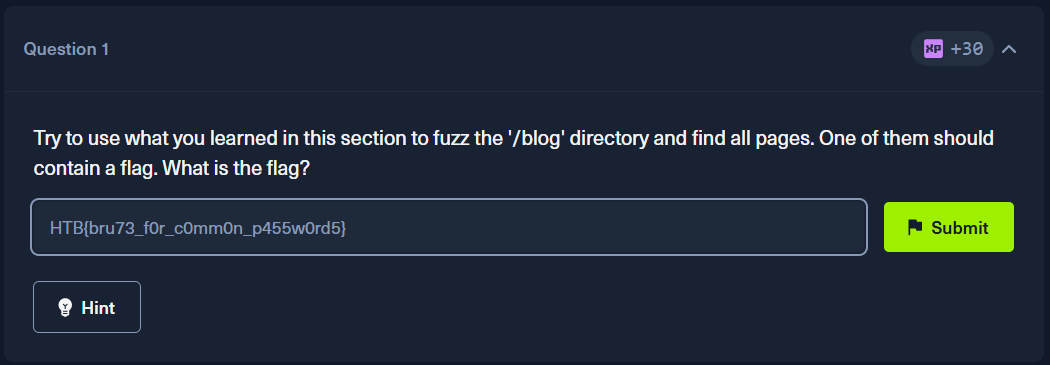 Question 1
XP +30
Try to use what you learned in this section to fuzz the '/blog' directory and find all pages. One of them should
contain a flag. What is the flag?
HTB{bru73_f0r_c0mm0n_p455w0rd5}
Submit
Hint